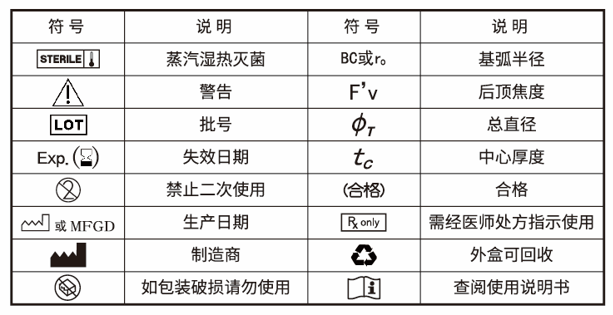 符号 说明 符号 说明
STERILE 蒸汽湿热灭菌 BC或r₀ 基弧半径
警告 F'v 后顶焦度
LOT 批号 ϕT 总直径
Exp.() 失效日期 tc 中心厚度
2 禁止二次使用 (合格) 合格
或 MFGD 生产日期 Rx only 需经医师处方指示使用
制造商 外盒可回收
如包装破损请勿使用 i 查阅使用说明书